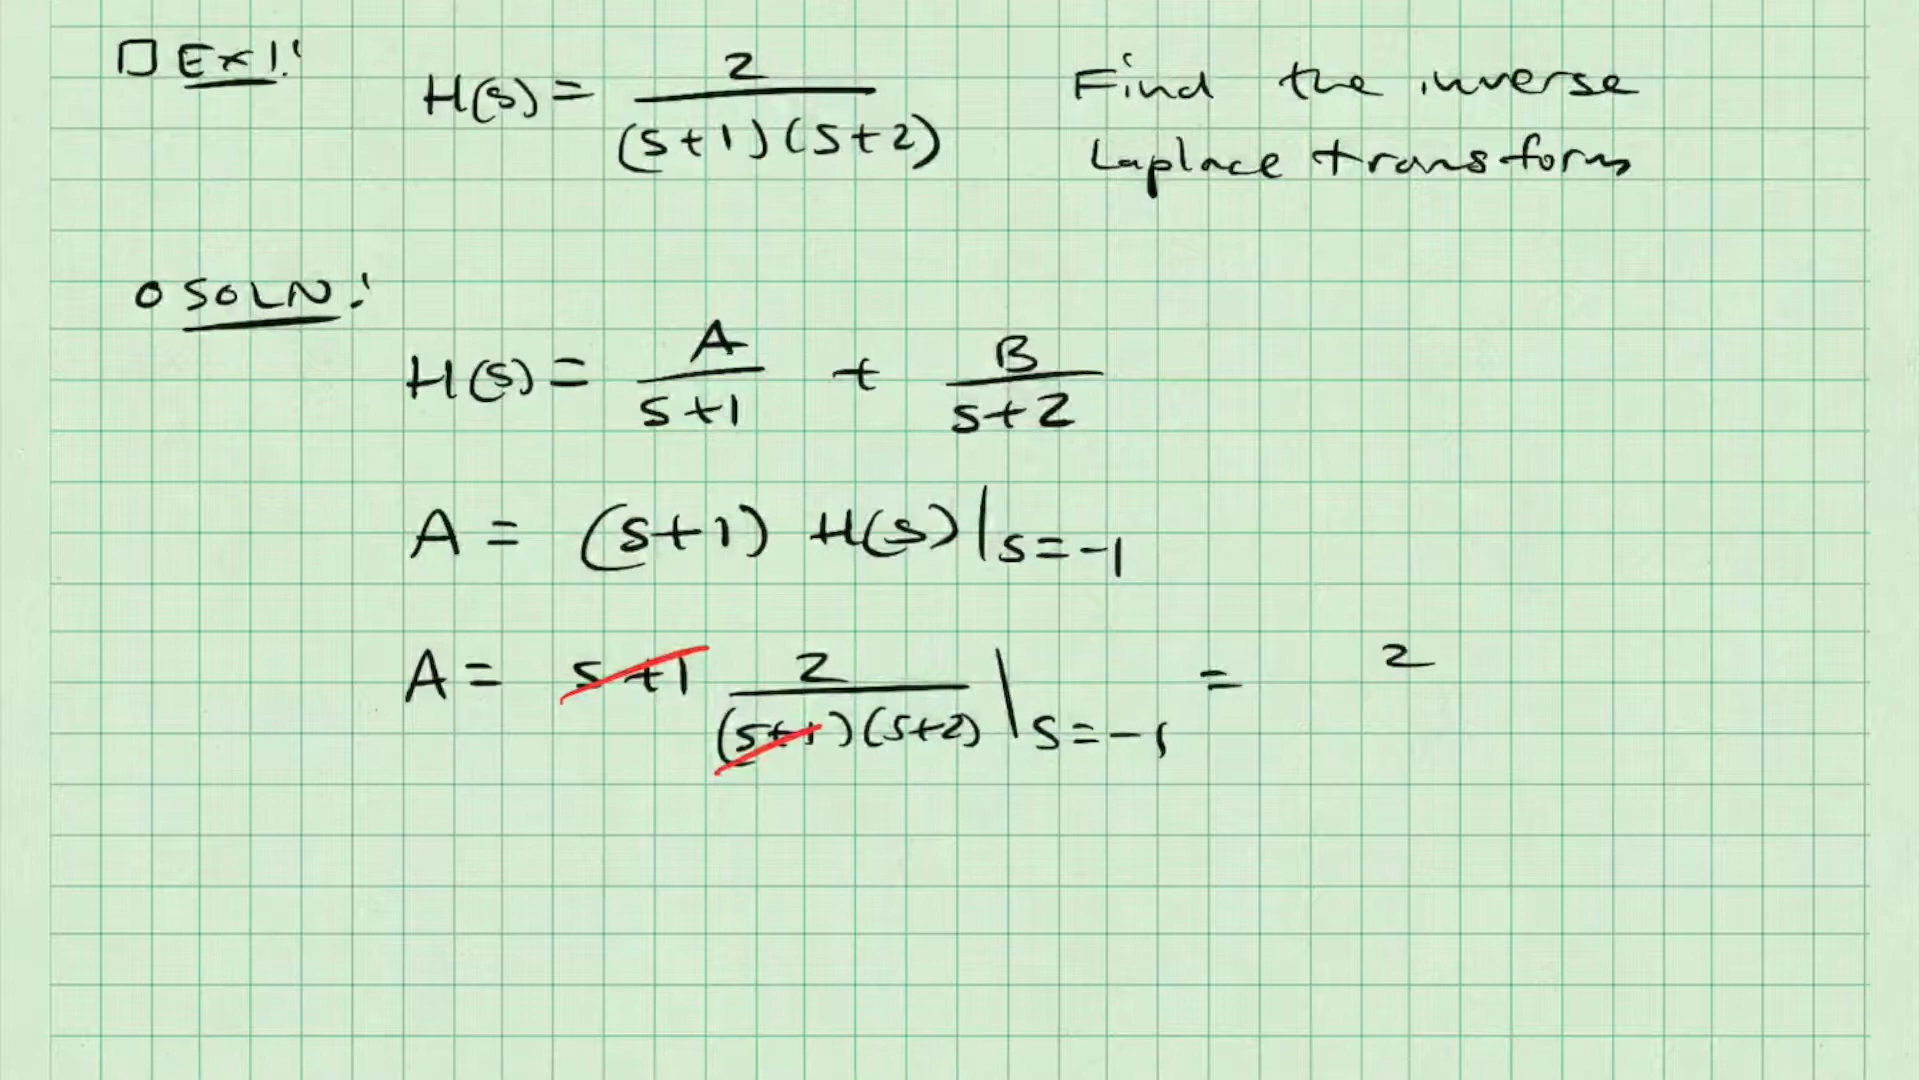 □ Ex1: H(s) = 2 / (s+1)(s+2) Find the inverse
Laplace transform
o SOLN:
H(s) = A / s+1 + B / s+2
A = (s+1) H(s) | s=-1
A = s+1 2 / (s+1)(s+2) | s=-1 = 2